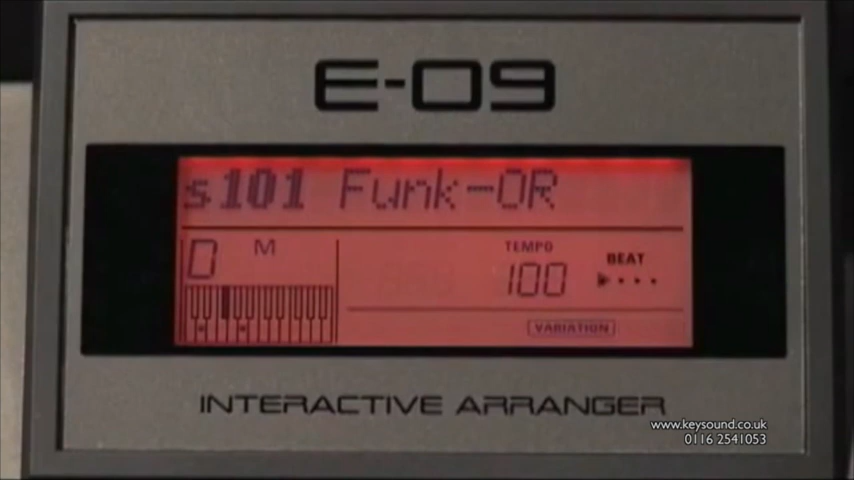 E-09
s101 Funk-OR
D M
TEMPO
100
BEAT
VARIATION
INTERACTIVE ARRANGER
www.keysound.co.uk
0116 2541053